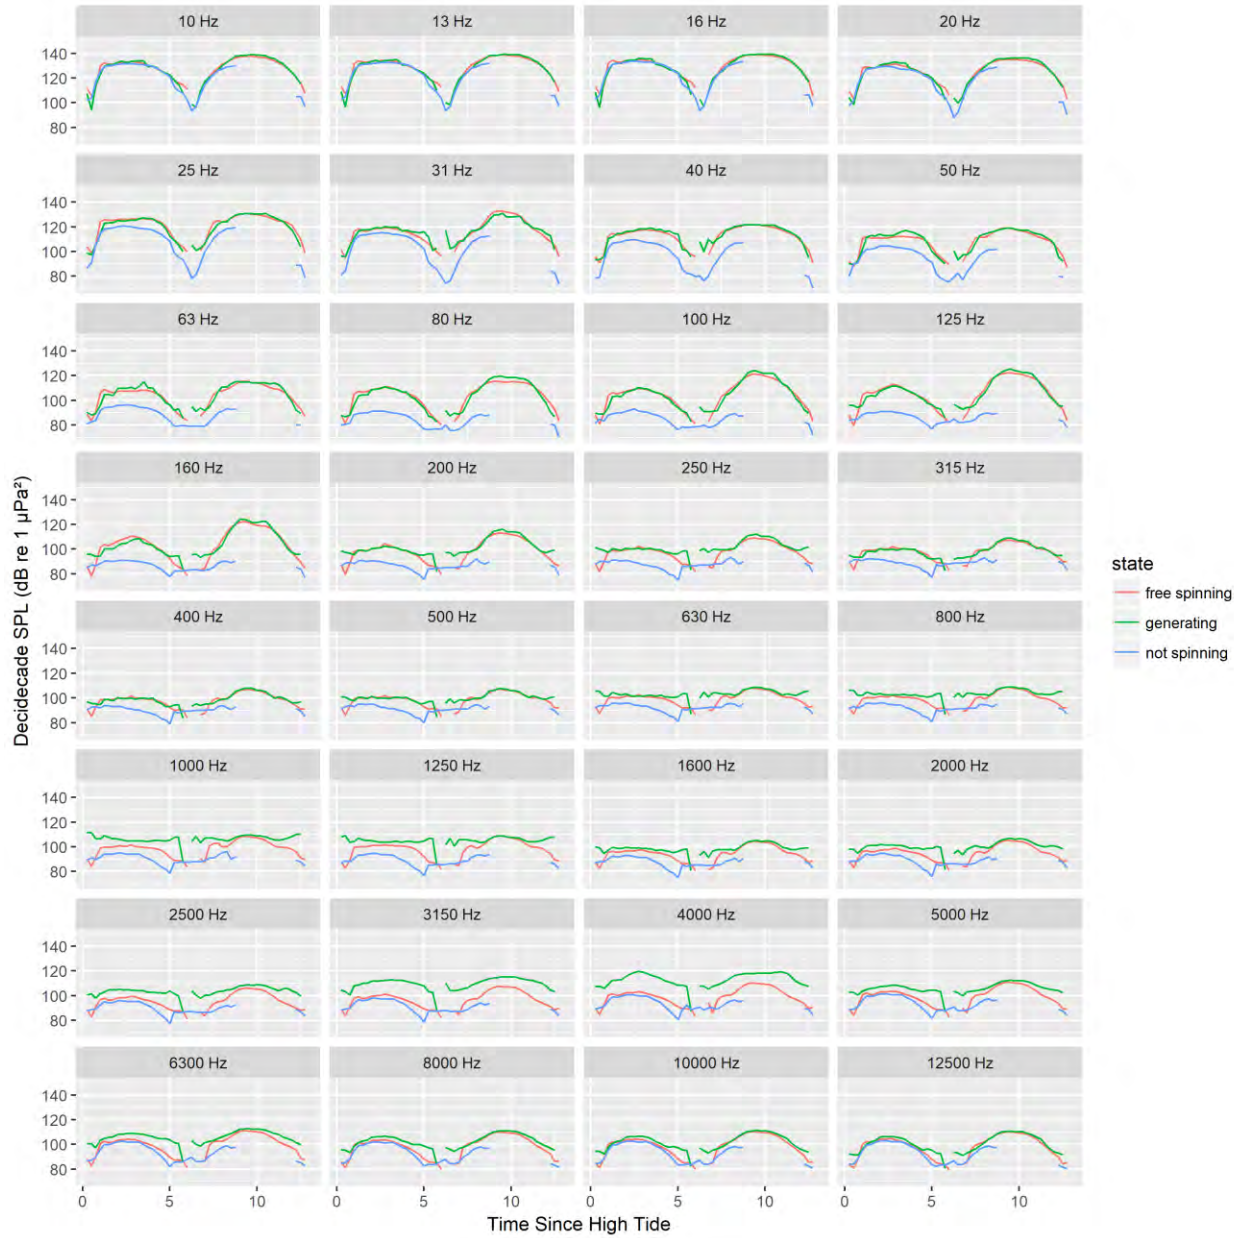 10 Hz 13 Hz 16 Hz 20 Hz
140
120
100
80
25 Hz 31 Hz 40 Hz 50 Hz
140
120
100
80
63 Hz 80 Hz 100 Hz 125 Hz
140
120
100
80
160 Hz 200 Hz 250 Hz 315 Hz
140
120
100
80
400 Hz 500 Hz 630 Hz 800 Hz
140
120
100
80
1000 Hz 1250 Hz 1600 Hz 2000 Hz
140
120
100
80
2500 Hz 3150 Hz 4000 Hz 5000 Hz
140
120
100
80
6300 Hz 8000 Hz 10000 Hz 12500 Hz
140
120
100
80
0 5 10 0 5 10 0 5 10 0 5 10
Time Since High Tide
Decidecade SPL (dB re 1 μPa²)
state
free spinning
generating
not spinning